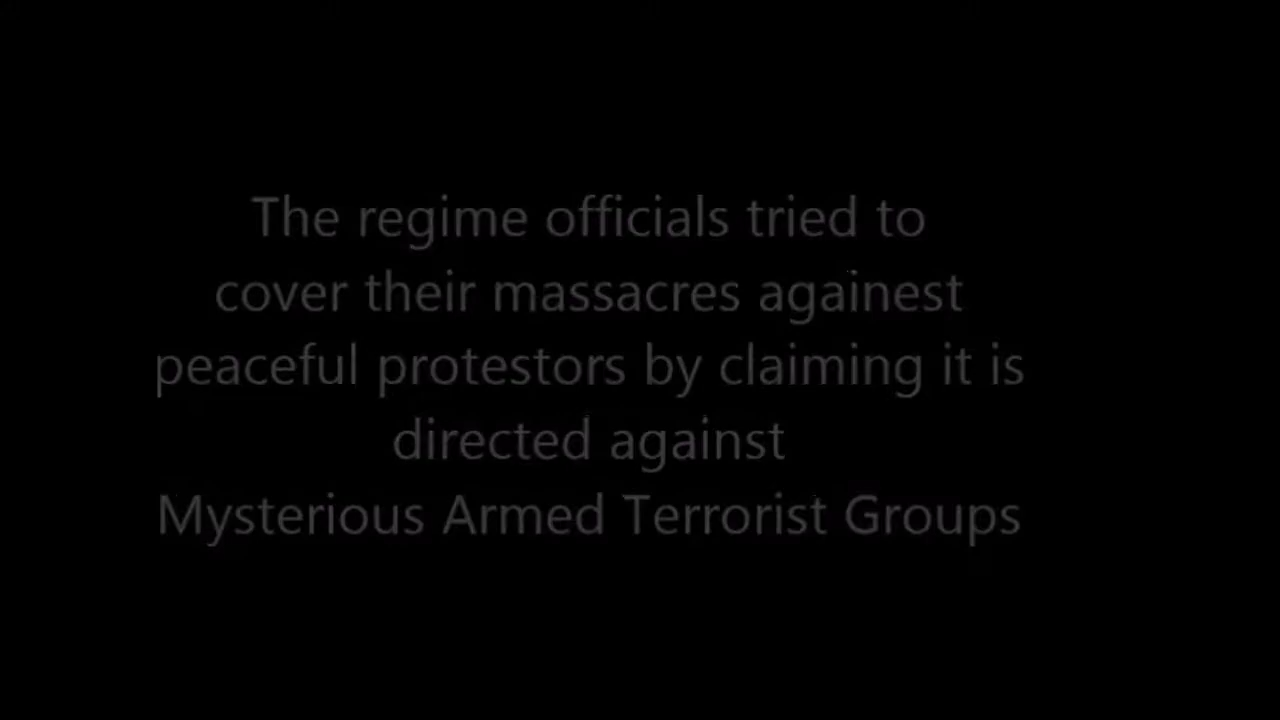 The regime officials tried to
cover their massacres againest
peaceful protestors by claiming it is
directed against
Mysterious Armed Terrorist Groups